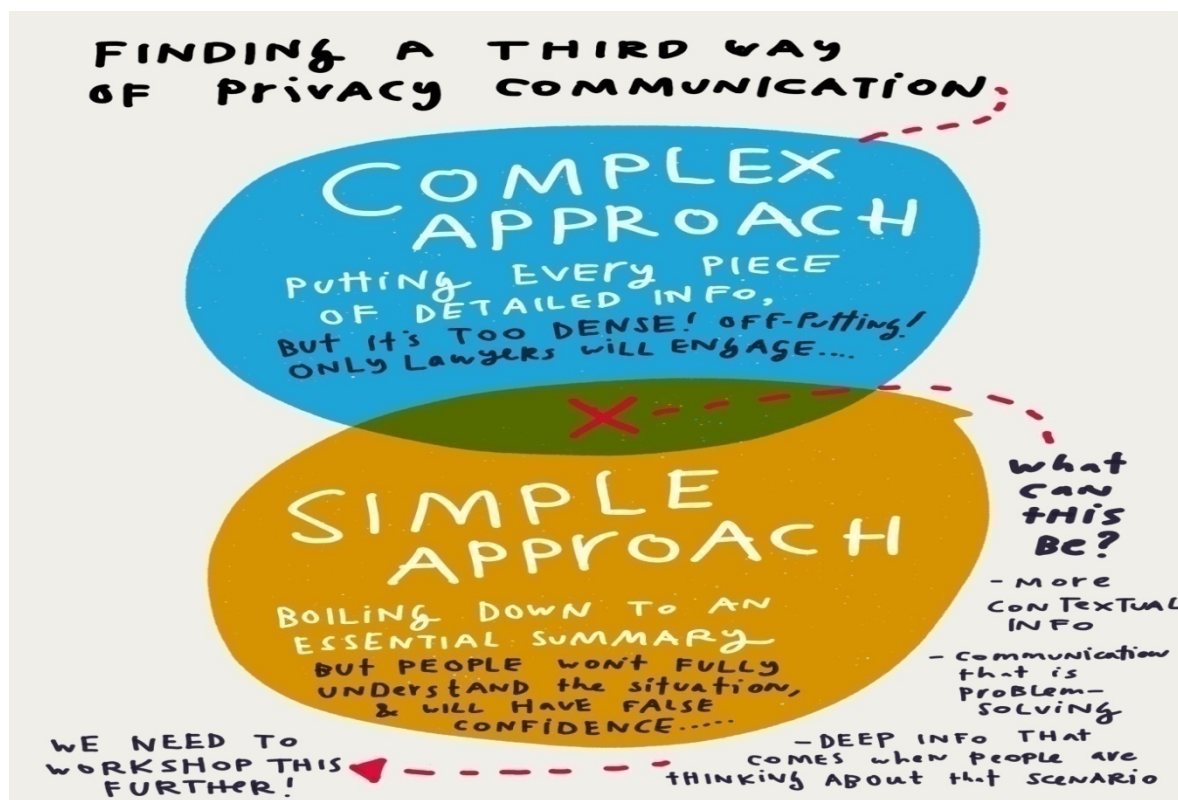 FINDING A THIRD WAY
OF PRIVACY COMMUNICATION
COMPLEX
APPROACH
PUTTING EVERY PIECE
OF DETAILED INFO,
BUT IT'S TOO DENSE! OFF-PUTTING!
ONLY LAWYERS WILL ENGAGE....
SIMPLE
APPROACH
BOILING DOWN TO AN
ESSENTIAL SUMMARY
BUT PEOPLE WON'T FULLY
UNDERSTAND the situation,
& WILL HAVE FALSE
CONFIDENCE.....
what
CAN
tHis
BE?
- MORE
CONTEXTUAL
INFO
- COMMUNICATION
that is
PROBLEM-
SOLVING
- DEEP INFO THAT
COMES when PEOPLE are
THINKING ABOUT that SCENARIO
WE NEED TO
WORKSHOP THIS
FURTHER!